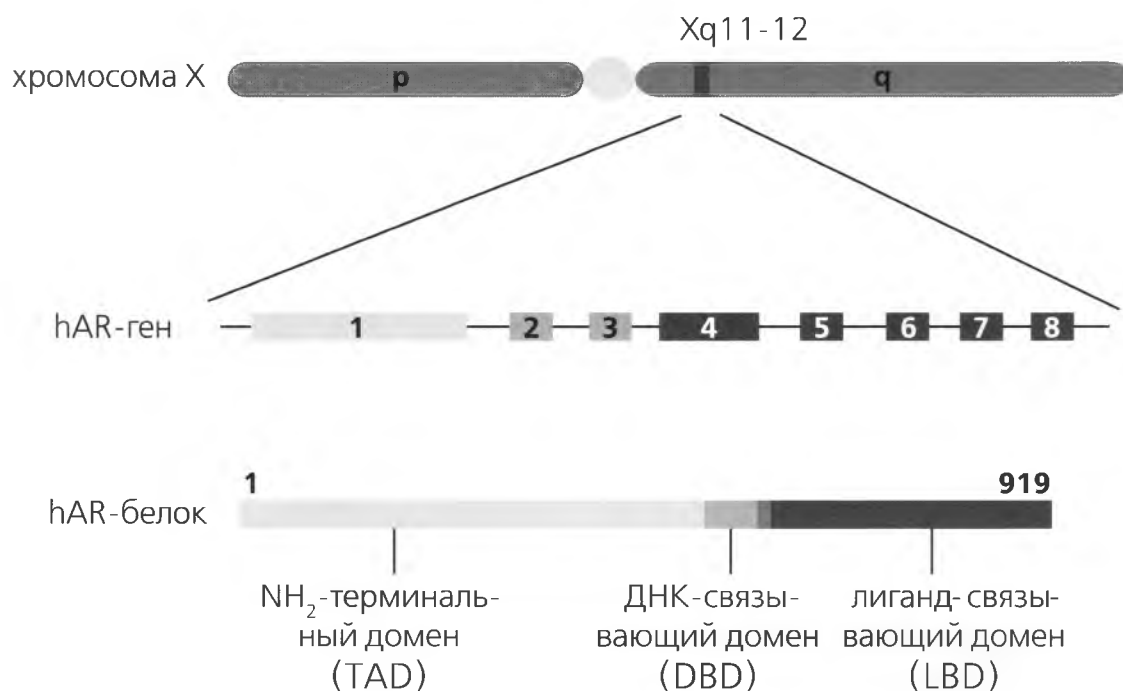 Xq11-12
хромосома X p q
hAR-ген 1 2 3 4 5 6 7 8
1 919
hAR-белок
NH₂-терминаль-
ный домен
(TAD)
ДНК-связы-
вающий домен
(DBD)
лиганд-связы-
вающий домен
(LBD)